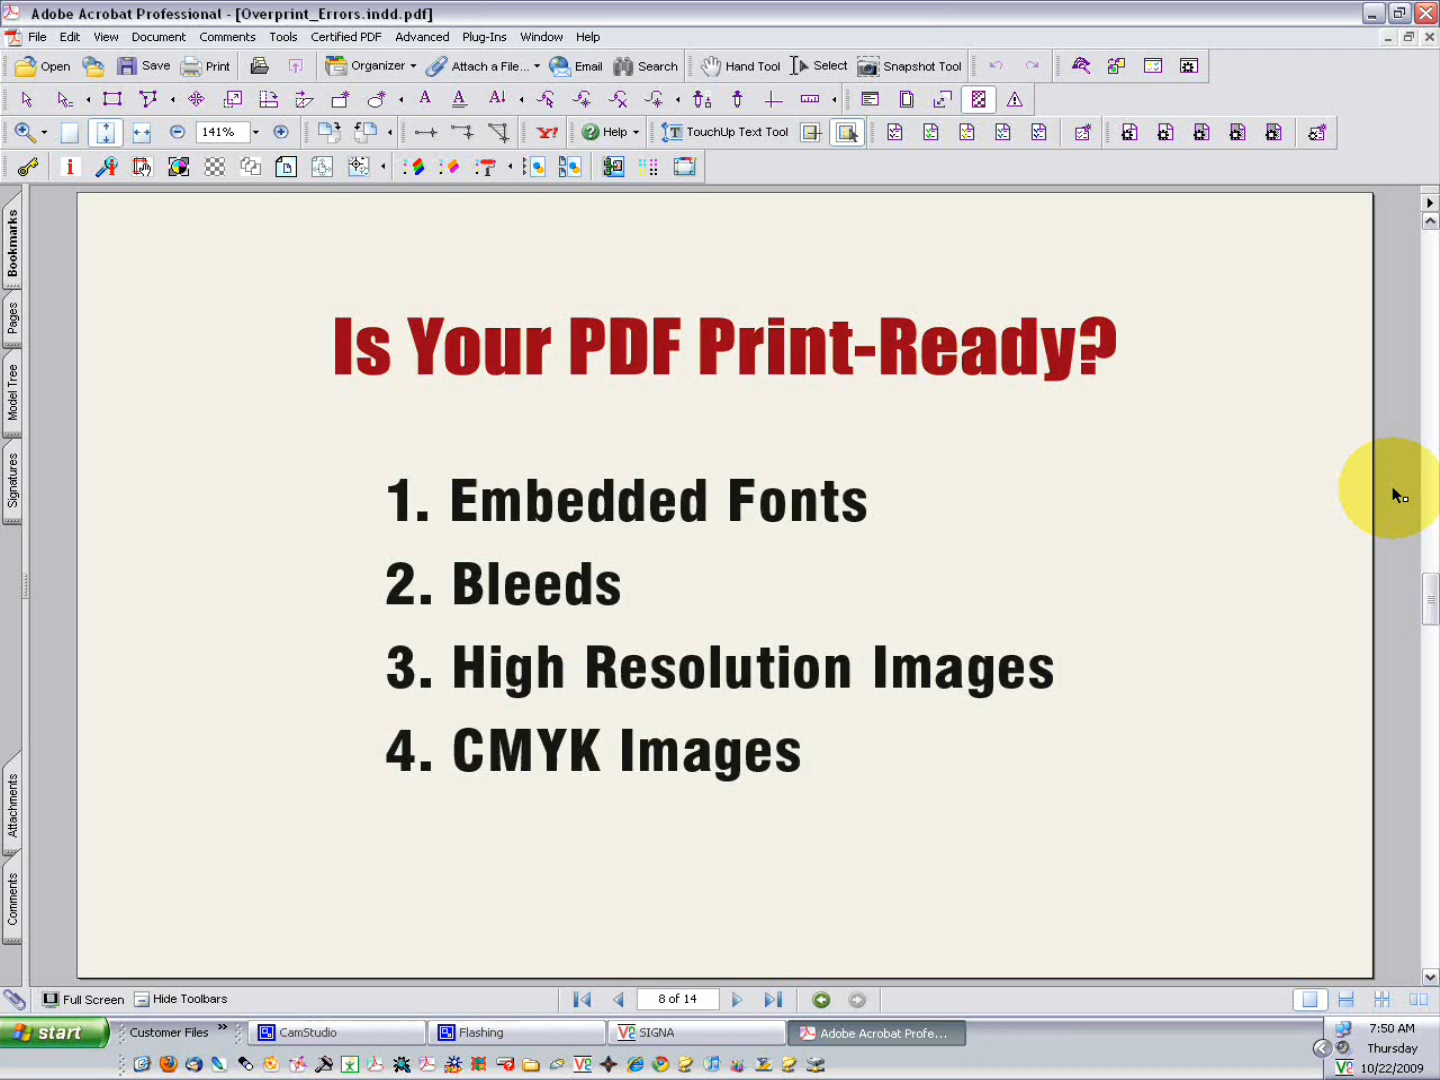 Adobe Acrobat Professional - [Overprint_Errors.indd.pdf]
File Edit View Document Comments Tools Certified PDF Advanced Plug-Ins Window Help
Open Save Print Organizer Attach a File... Email Search Hand Tool Select Snapshot Tool
141% Y! Help TouchUp Text Tool
Bookmarks
Pages
Model Tree
Signatures
Attachments
Comments
Is Your PDF Print-Ready?
1. Embedded Fonts
2. Bleeds
3. High Resolution Images
4. CMYK Images
Full Screen Hide Toolbars 8 of 14
start Customer Files » CamStudio Flashing SIGNA Adobe Acrobat Profe...
7:50 AM
Thursday
10/22/2009